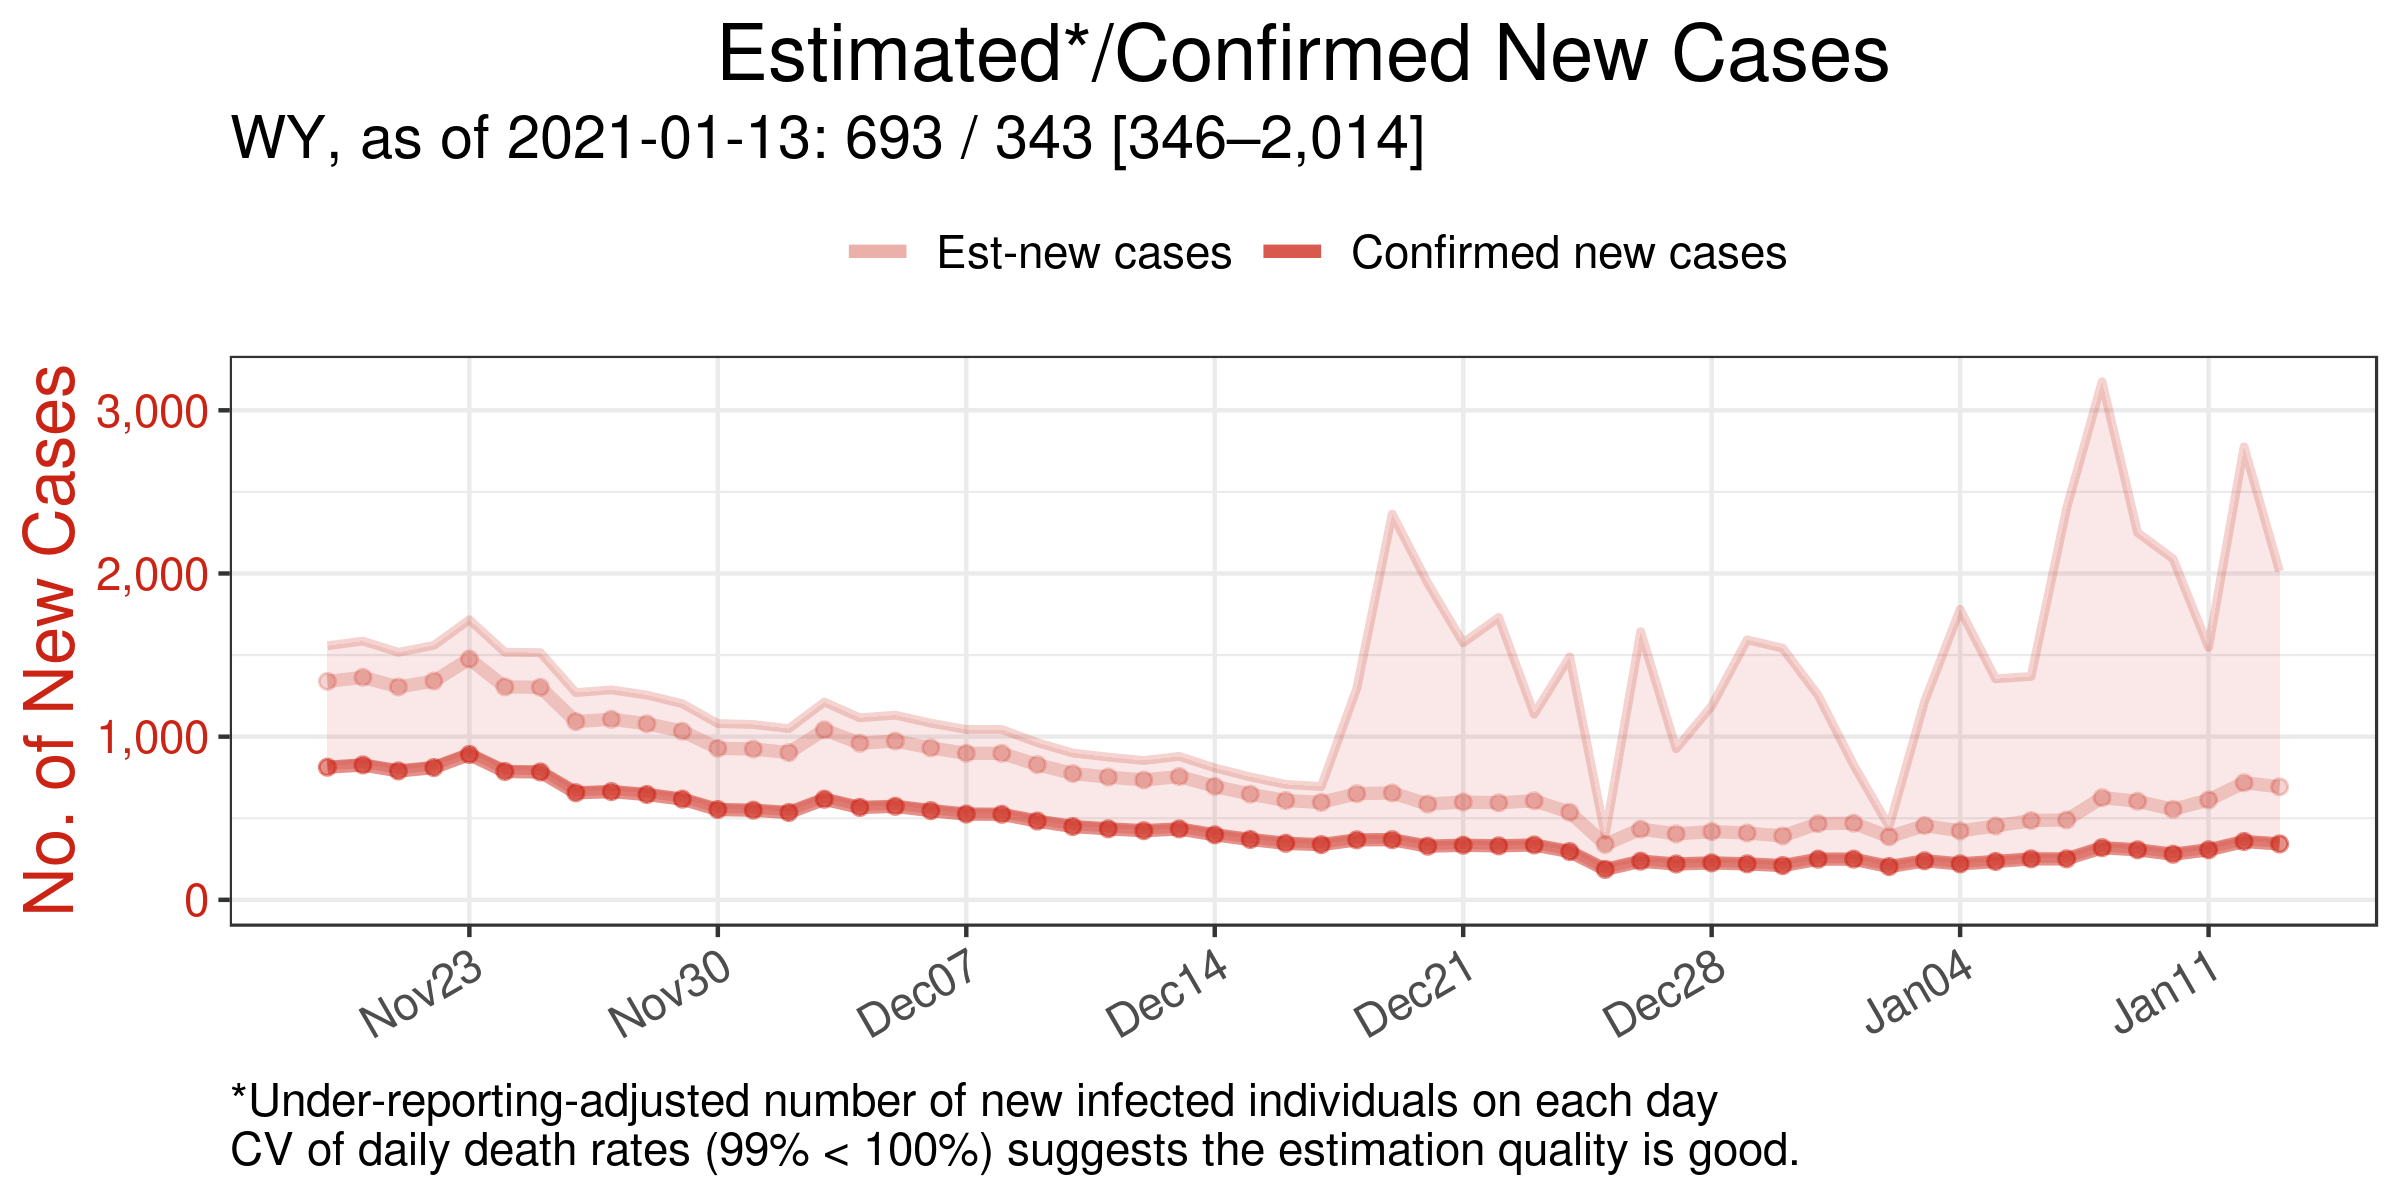 Estimated*/Confirmed New Cases
WY, as of 2021-01-13: 693 / 343 [346–2,014]
Est-new cases
Confirmed new cases
No. of New Cases
3,000
2,000
1,000
0
Nov23
Nov30
Dec07
Dec14
Dec21
Dec28
Jan04
Jan11
*Under-reporting-adjusted number of new infected individuals on each day
CV of daily death rates (99% < 100%) suggests the estimation quality is good.